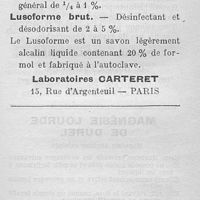 général de 1/4 à 1 %.
Lusoforme brut. — Désinfectant et
désodorisant de 2 à 5 %.
Le Lusoforme est un savon légèrement
alcalin liquide contenant 20 % de for-
mol et fabriqué à l'autoclave.
Laboratoires CARTERET
15, Rue d'Argenteuil — PARIS
MAGNÉSIE LOURDE
DE DUREL